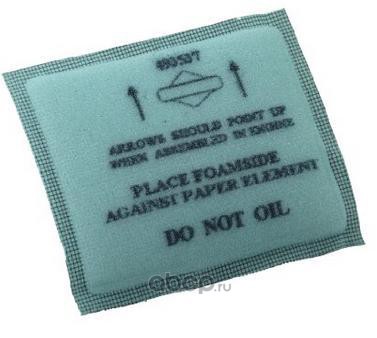 493537
ARROWS SHOULD POINT UP
WHEN ASSEMBLED IN ENGINE
PLACE FOAMSIDE
AGAINST PAPER ELEMENT
DO NOT OIL